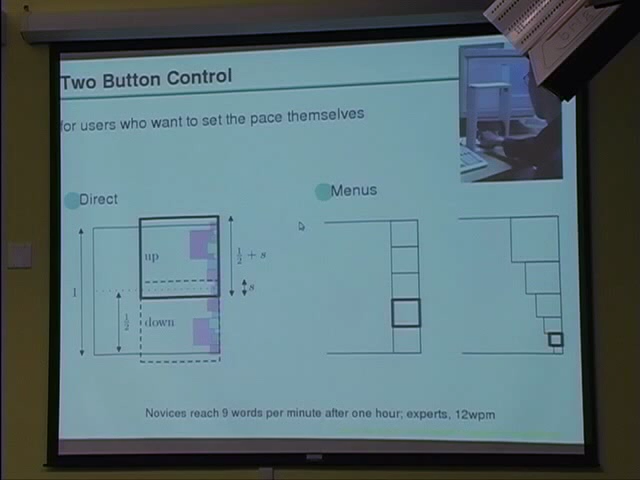 Two Button Control
for users who want to set the pace themselves
Direct
Menus
up
1/2 + s
s
1
1/2
down
Novices reach 9 words per minute after one hour; experts, 12wpm